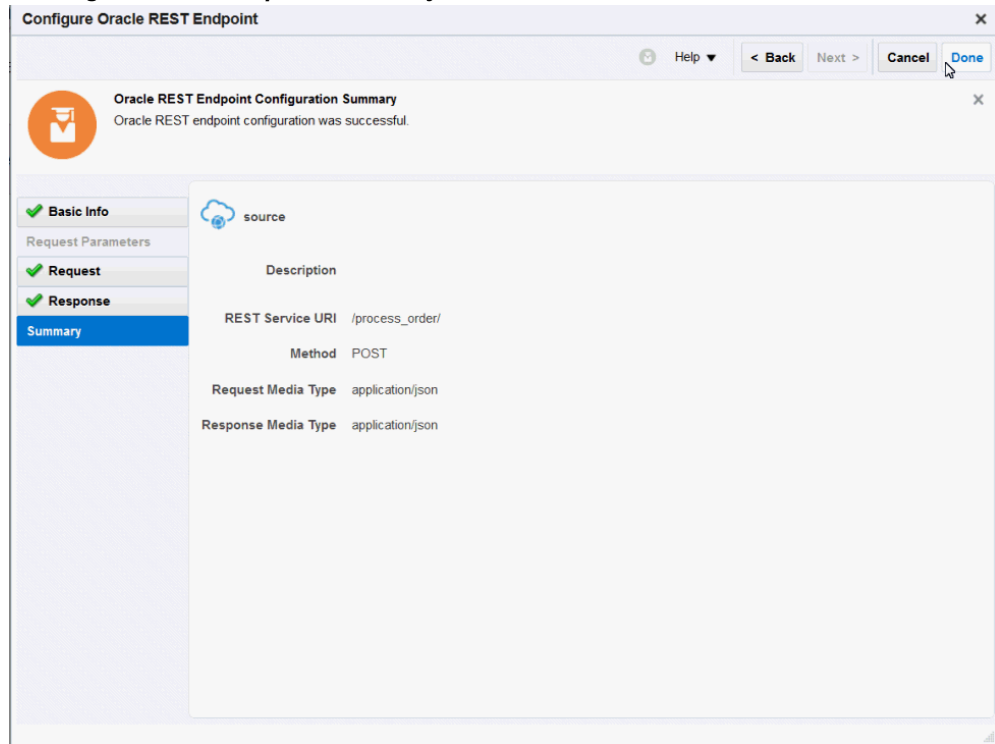 Configure Oracle REST Endpoint
Help ▼ < Back Next > Cancel Done
Oracle REST Endpoint Configuration Summary
Oracle REST endpoint configuration was successful.
Basic Info
Request Parameters
Request
Response
Summary
source
Description
REST Service URI /process_order/
Method POST
Request Media Type application/json
Response Media Type application/json